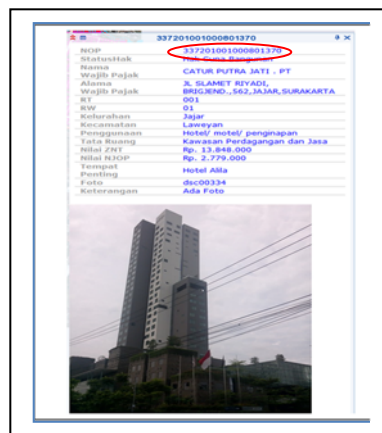 337201001000801370
NOP 337201001000801370
StatusHak Hak Guna Bangunan
Nama
Wajib Pajak CATUR PUTRA JATI . PT
Alama JL SLAMET RIYADI,
Wajib Pajak BRIGJEND.,562,JAJAR,SURAKARTA
RT 001
RW 01
Kelurahan Jajar
Kecamatan Laweyan
Penggunaan Hotel/ motel/ penginapan
Tata Ruang Kawasan Perdagangan dan Jasa
Nilai ZNT Rp. 13.848.000
Nilai NJOP Rp. 2.779.000
Tempat
Penting Hotel Alila
Foto dsc00334
Keterangan Ada Foto